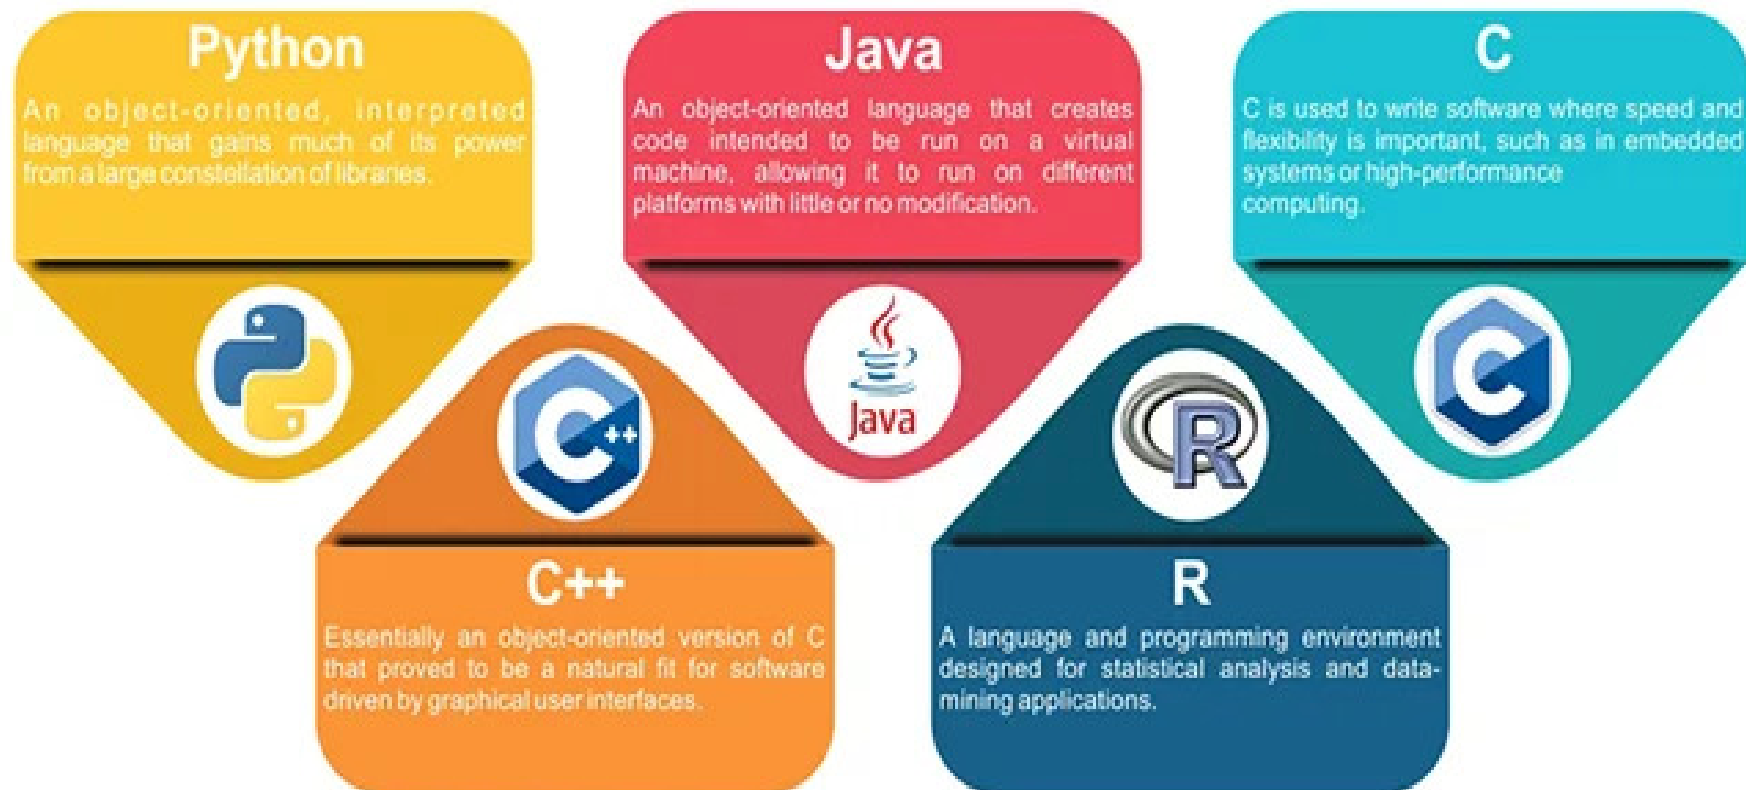 Python
An object-oriented, interpreted
language that gains much of its power
from a large constellation of libraries.
Java
An object-oriented language that creates
code intended to be run on a virtual
machine, allowing it to run on different
platforms with little or no modification.
C
C is used to write software where speed and
flexibility is important, such as in embedded
systems or high-performance
computing.
C++
Java
R
C
C++
Essentially an object-oriented version of C
that proved to be a natural fit for software
driven by graphical user interfaces.
R
A language and programming environment
designed for statistical analysis and data-
mining applications.